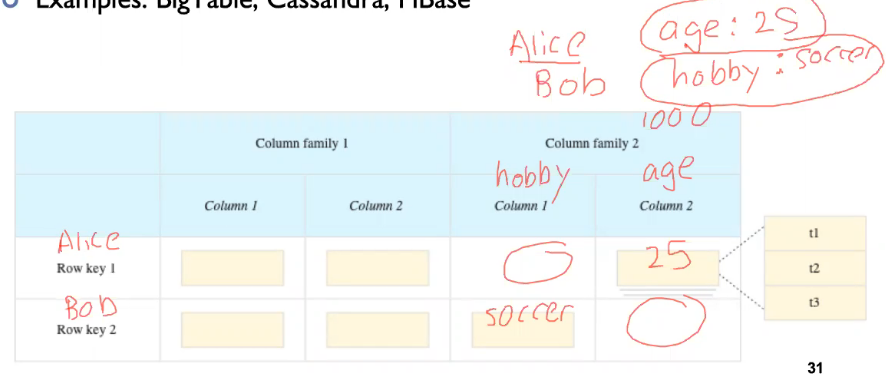 Examples: BigTable, Cassandra, HBase
Alice age: 25
Bob hobby: soccer
1000
Column family 1 Column family 2
hobby age
Column 1 Column 2 Column 1 Column 2
Alice
Row key 1 25
Bob
Row key 2 soccer
t1
t2
t3
31